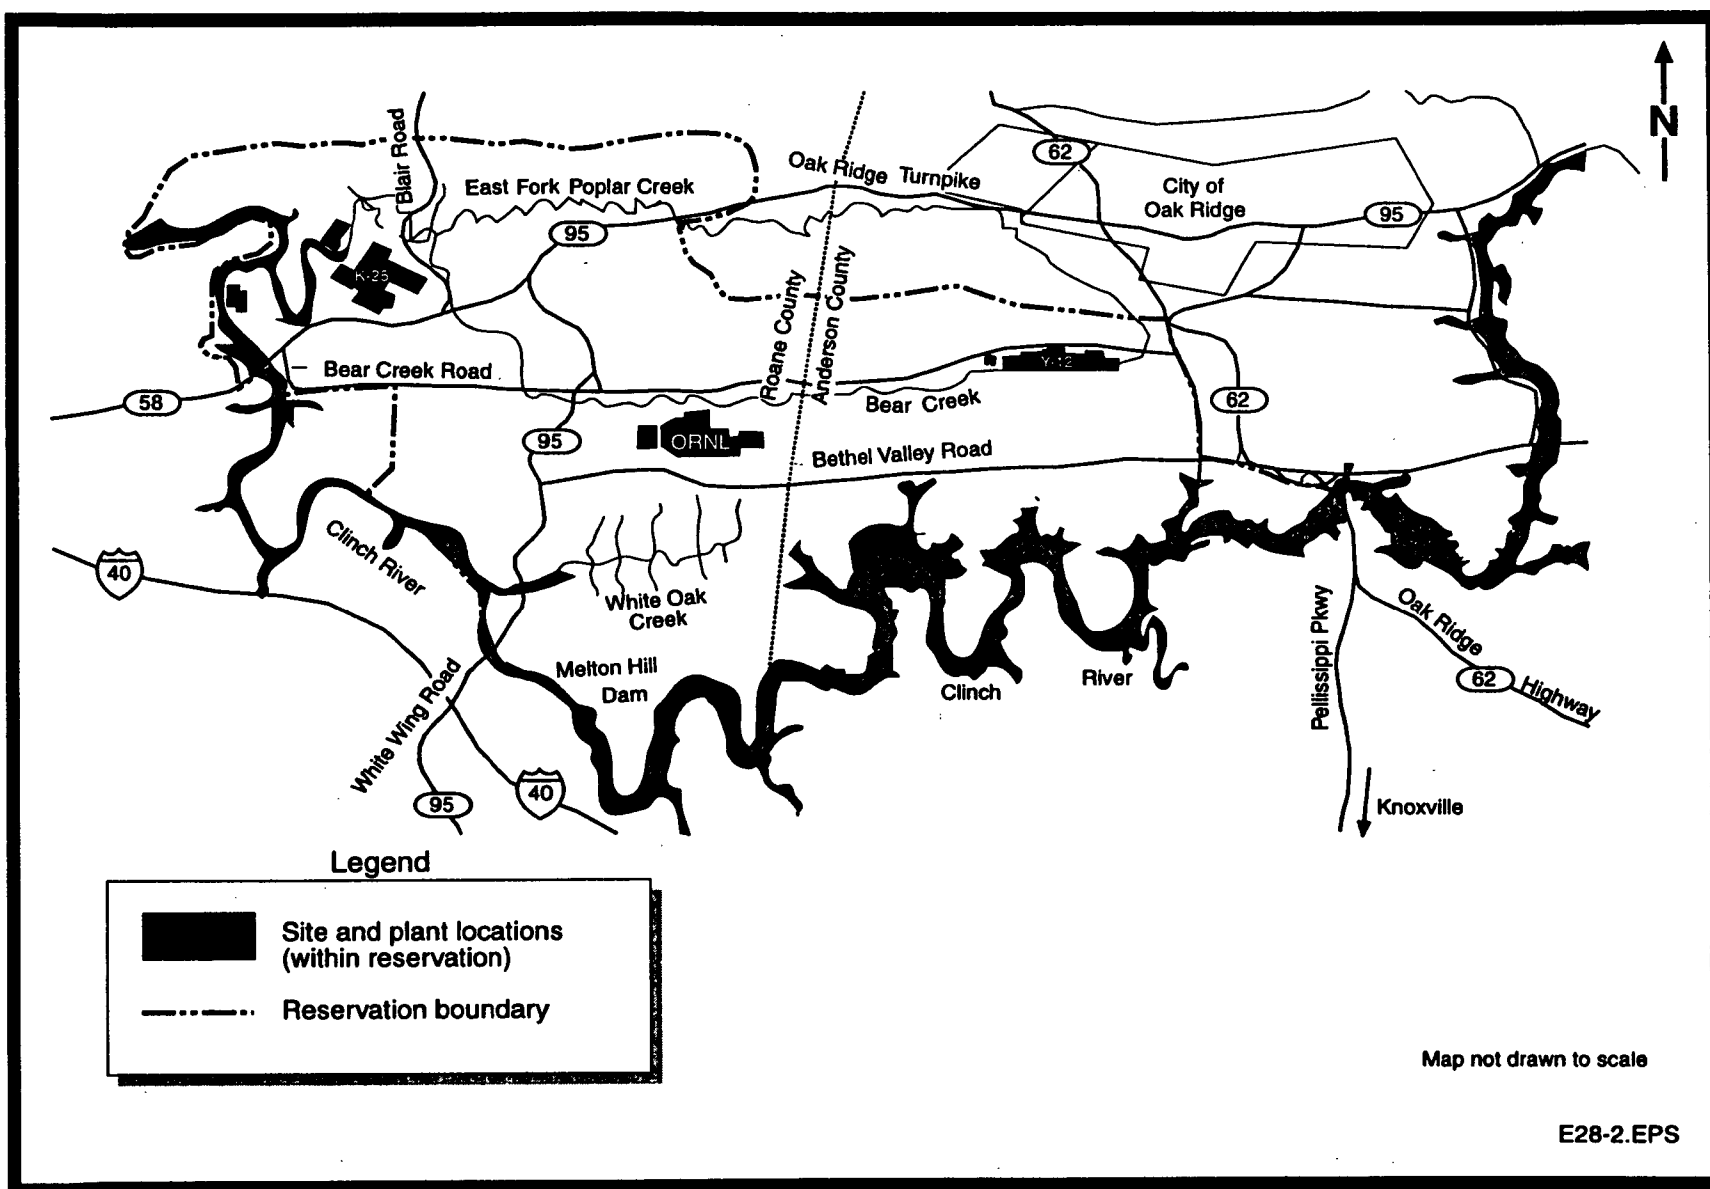 N
Blair Road
62
Oak Ridge Turnpike
East Fork Poplar Creek
City of
Oak Ridge
95
95
K-25
Roane County
Anderson County
Y-12
Bear Creek Road
58
Bear Creek
62
95
ORNL
Bethel Valley Road
Clinch River
40
White Oak
Creek
Oak Ridge
Pellissippi Pkwy
Melton Hill
Dam
Clinch
River
62
Highway
White Wing Road
95
40
Knoxville
Legend
Site and plant locations
(within reservation)
Reservation boundary
Map not drawn to scale
E28-2.EPS